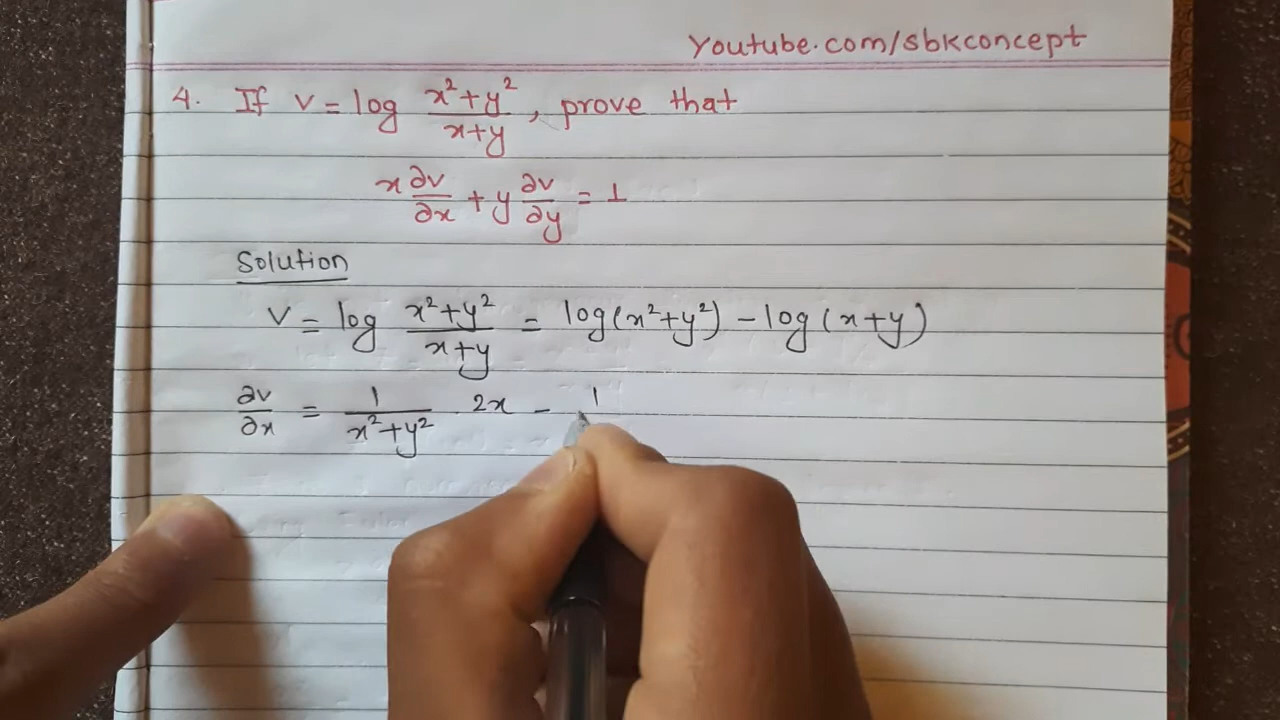 Youtube.com/sbkconcept
4. If v = log x²+y²/x+y, prove that
x ∂v/∂x + y ∂v/∂y = 1
Solution
v = log x²+y²/x+y = log(x²+y²) - log(x+y)
∂v/∂x = 1/x²+y² 2x - 1